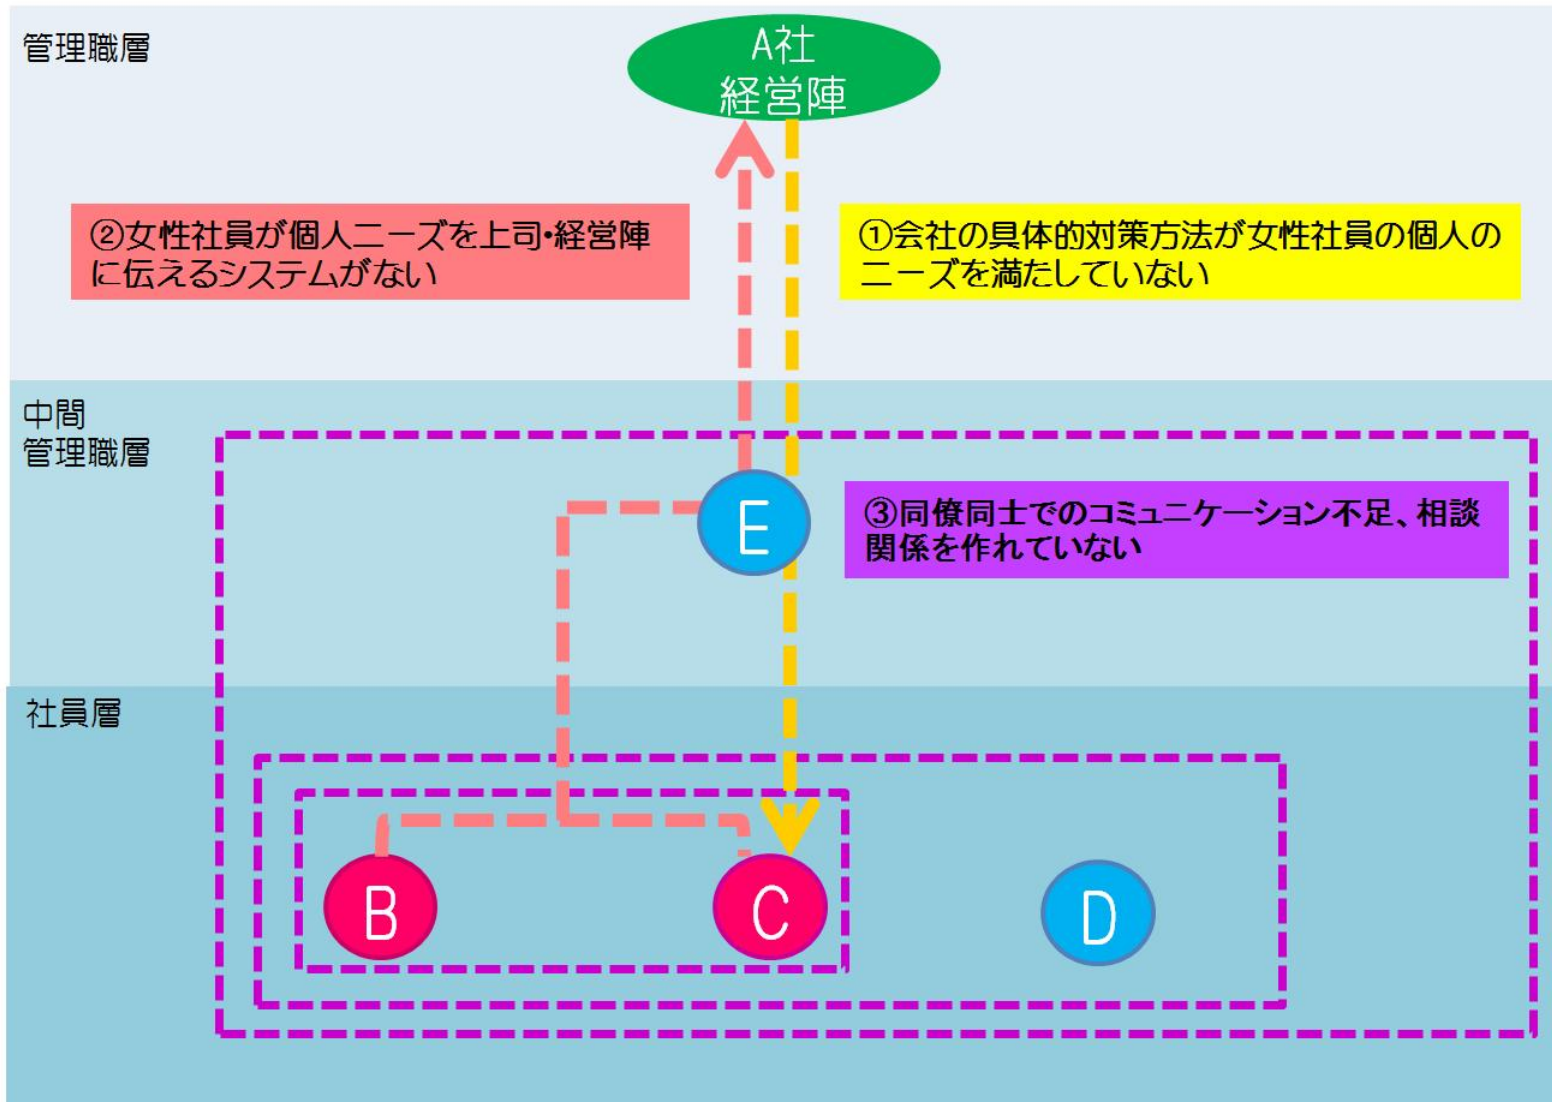 管理職層
A社
経営陣
②女性社員が個人ニーズを上司・経営陣
に伝えるシステムがない
①会社の具体的対策方法が女性社員の個人の
ニーズを満たしていない
中間
管理職層
E
③同僚同士でのコミュニケーション不足、相談
関係を作れていない
社員層
B
C
D